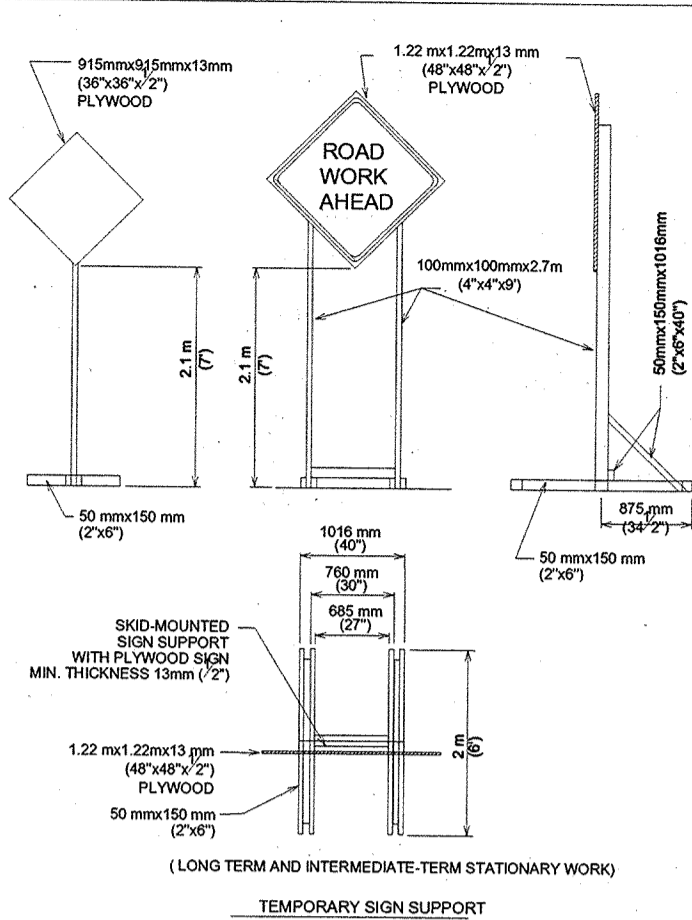 915mmx915mmx13mm
(36"x36"x1/2")
PLYWOOD
1.22 mx1.22mx13 mm
(48"x48"x1/2")
PLYWOOD
ROAD
WORK
AHEAD
100mmx100mmx2.7m
(4"x4"x9')
50mmx150mmx1016mm
(2"x6"x40")
2.1 m
(7')
2.1 m
(7')
50 mmx150 mm
(2"x6")
875 mm
(34 1/2")
50 mmx150 mm
(2"x6")
1016 mm
(40")
760 mm
(30")
685 mm
(27")
SKID-MOUNTED
SIGN SUPPORT
WITH PLYWOOD SIGN
MIN. THICKNESS 13mm (1/2")
2 m
(6')
1.22 mx1.22mx13 mm
(48"x48"x1/2")
PLYWOOD
50 mmx150 mm
(2"x6")
( LONG TERM AND INTERMEDIATE-TERM STATIONARY WORK)
TEMPORARY SIGN SUPPORT